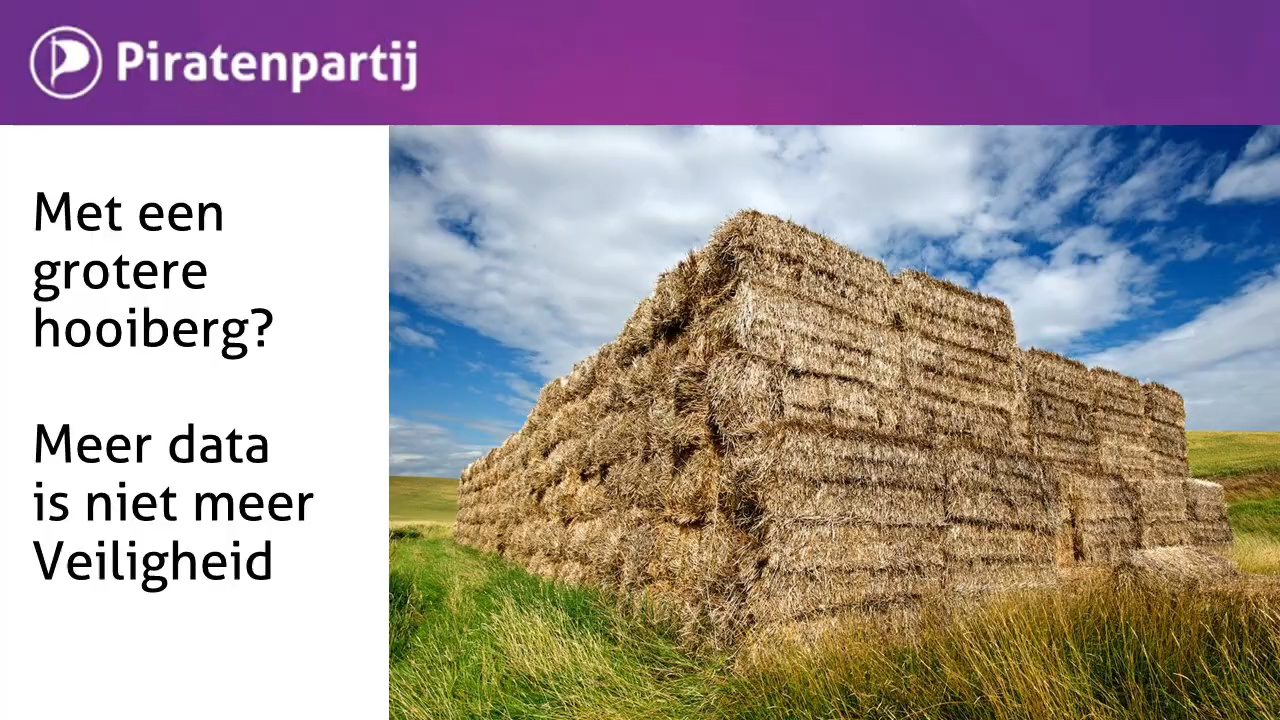 Piratenpartij
Met een
grotere
hooiberg?
Meer data
is niet meer
Veiligheid